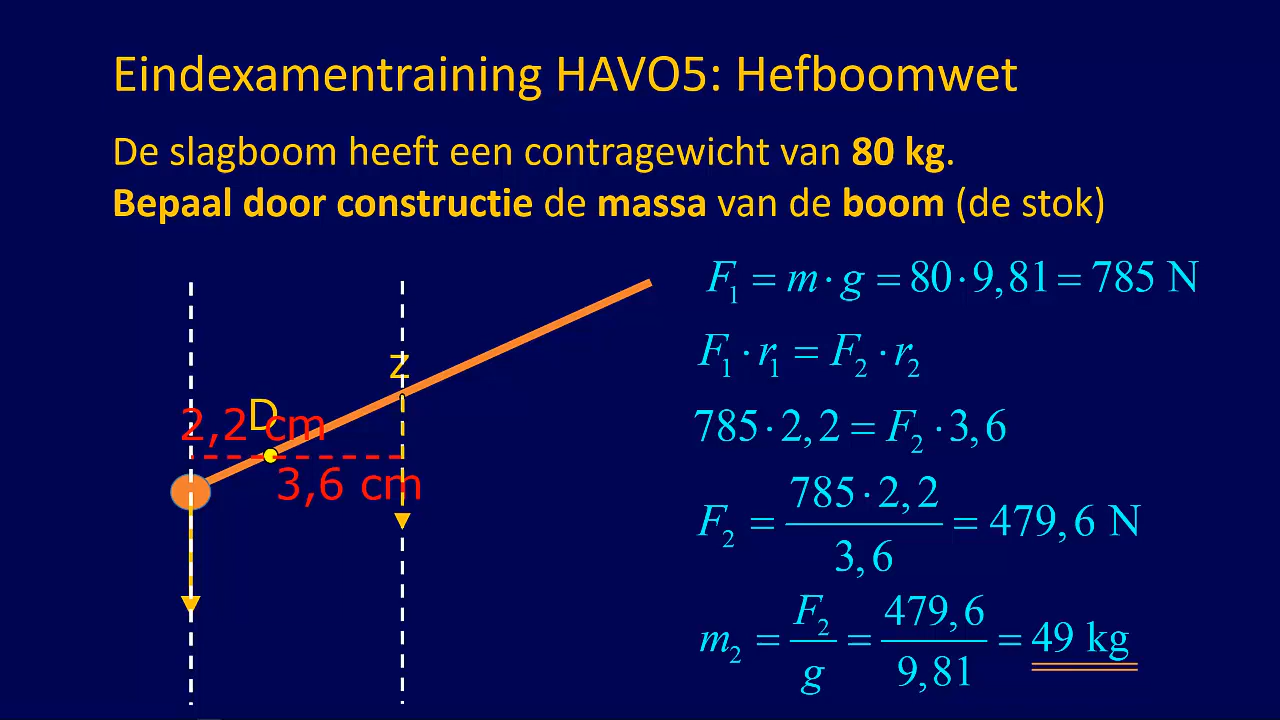 Eindexamentraining HAVO5: Hefboomwet
De slagboom heeft een contragewicht van 80 kg.
Bepaal door constructie de massa van de boom (de stok)
F₁ = m · g = 80 · 9,81 = 785 N
F₁ · r₁ = F₂ · r₂
785 · 2,2 = F₂ · 3,6
F₂ = 785 · 2,2 / 3,6 = 479,6 N
m₂ = F₂ / g = 479,6 / 9,81 = 49 kg
z
D
2,2 cm
3,6 cm